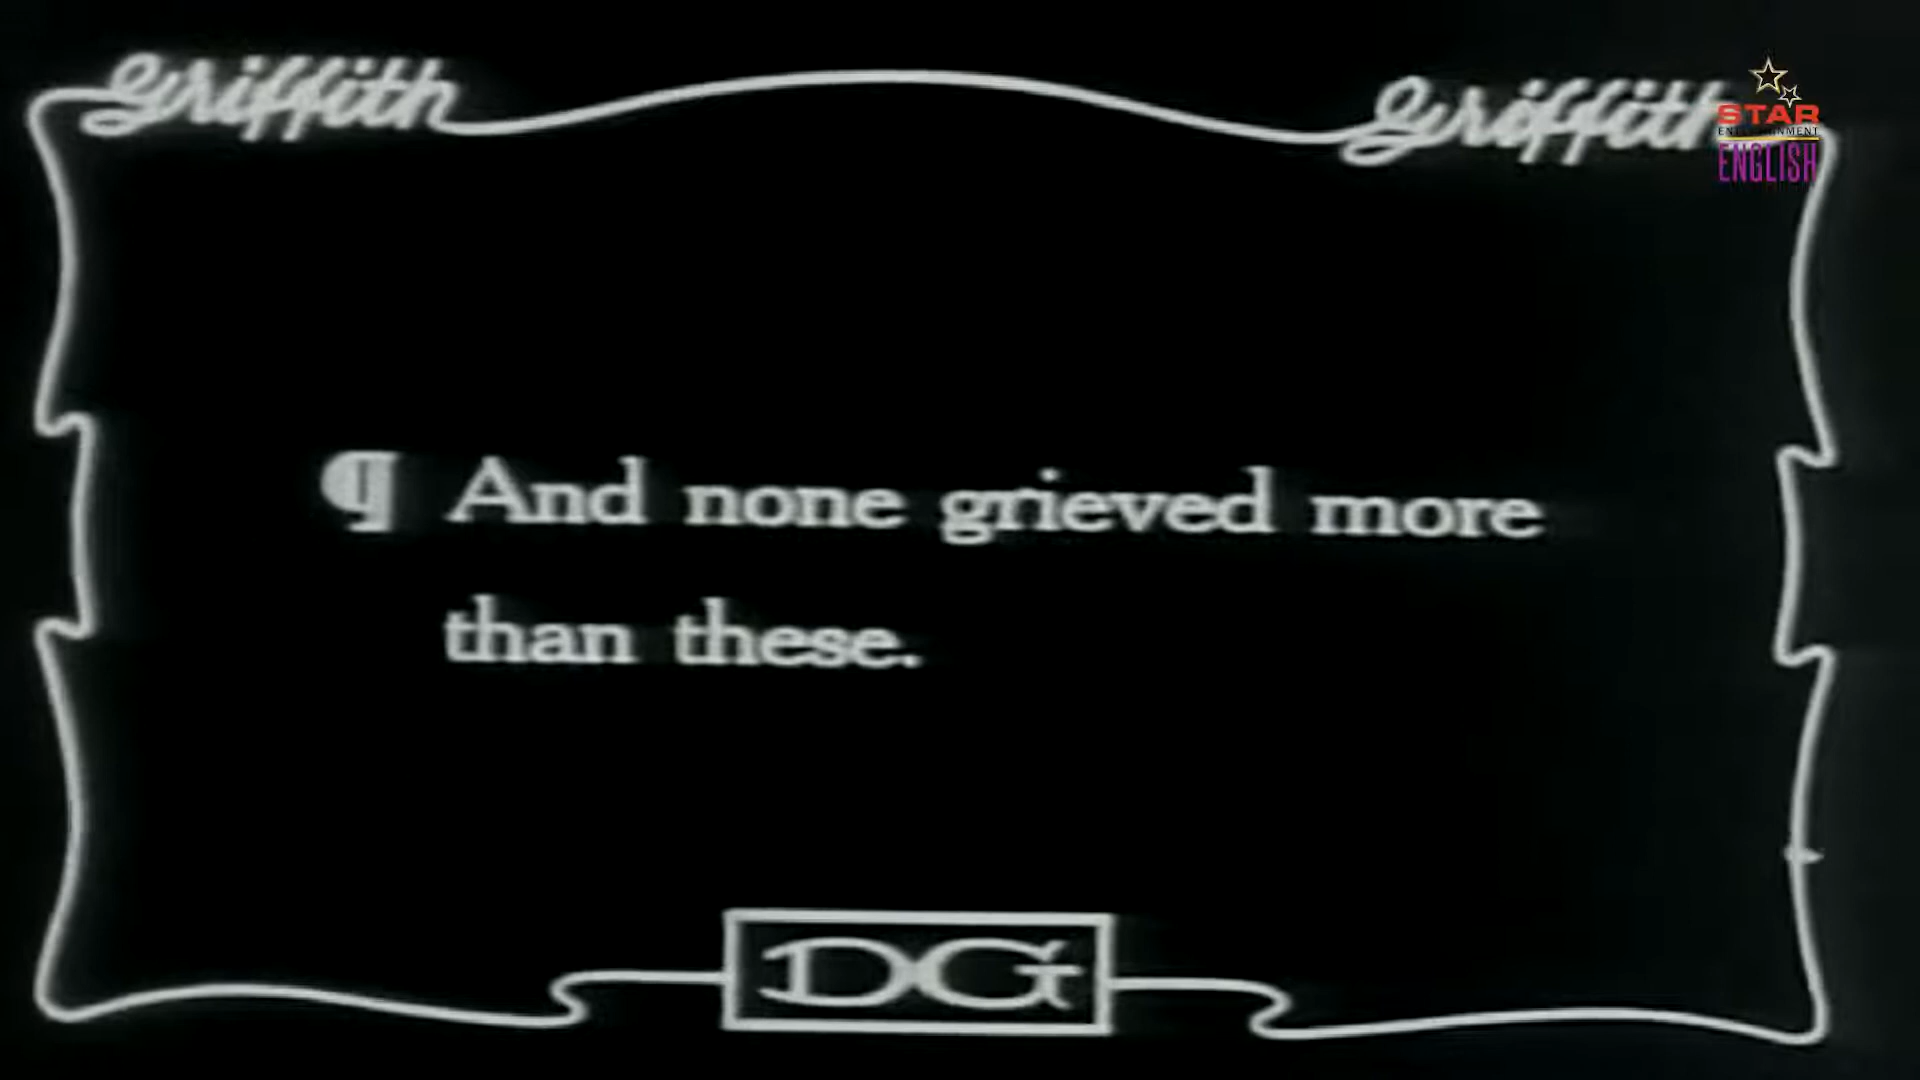 Griffith Griffith
STAR
ENTERTAINMENT
ENGLISH
¶ And none grieved more
than these.
DG